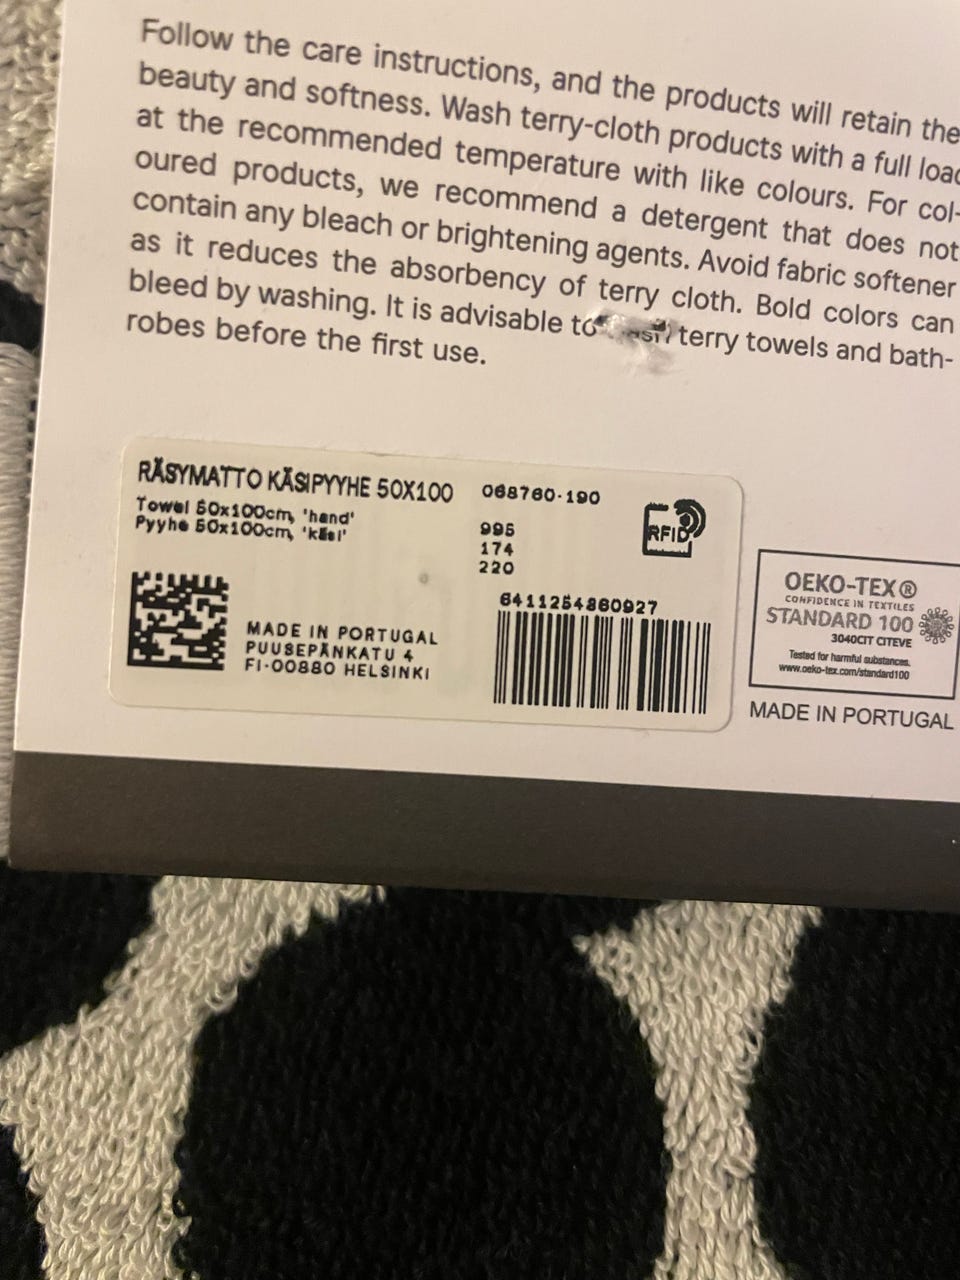 Follow the care instructions, and the products will retain the
beauty and softness. Wash terry-cloth products with a full load
at the recommended temperature with like colours. For col-
oured products, we recommend a detergent that does not
contain any bleach or brightening agents. Avoid fabric softener
as it reduces the absorbency of terry cloth. Bold colors can
bleed by washing. It is advisable to terry towels and bath-
robes before the first use.
RÄSYMATTO KÄSIPYYHE 50X100
Towel 50x100cm, 'hand'
Pyyhe 50x100cm, 'käsi'
068760-190
995
174
220
RFID
6411254860927
MADE IN PORTUGAL
PUUSEPÄNKATU 4
FI-00880 HELSINKI
OEKO-TEX®
CONFIDENCE IN TEXTILES
STANDARD 100
3040CIT CITEVE
Tested for harmful substances.
www.oeko-tex.com/standard100
MADE IN PORTUGAL